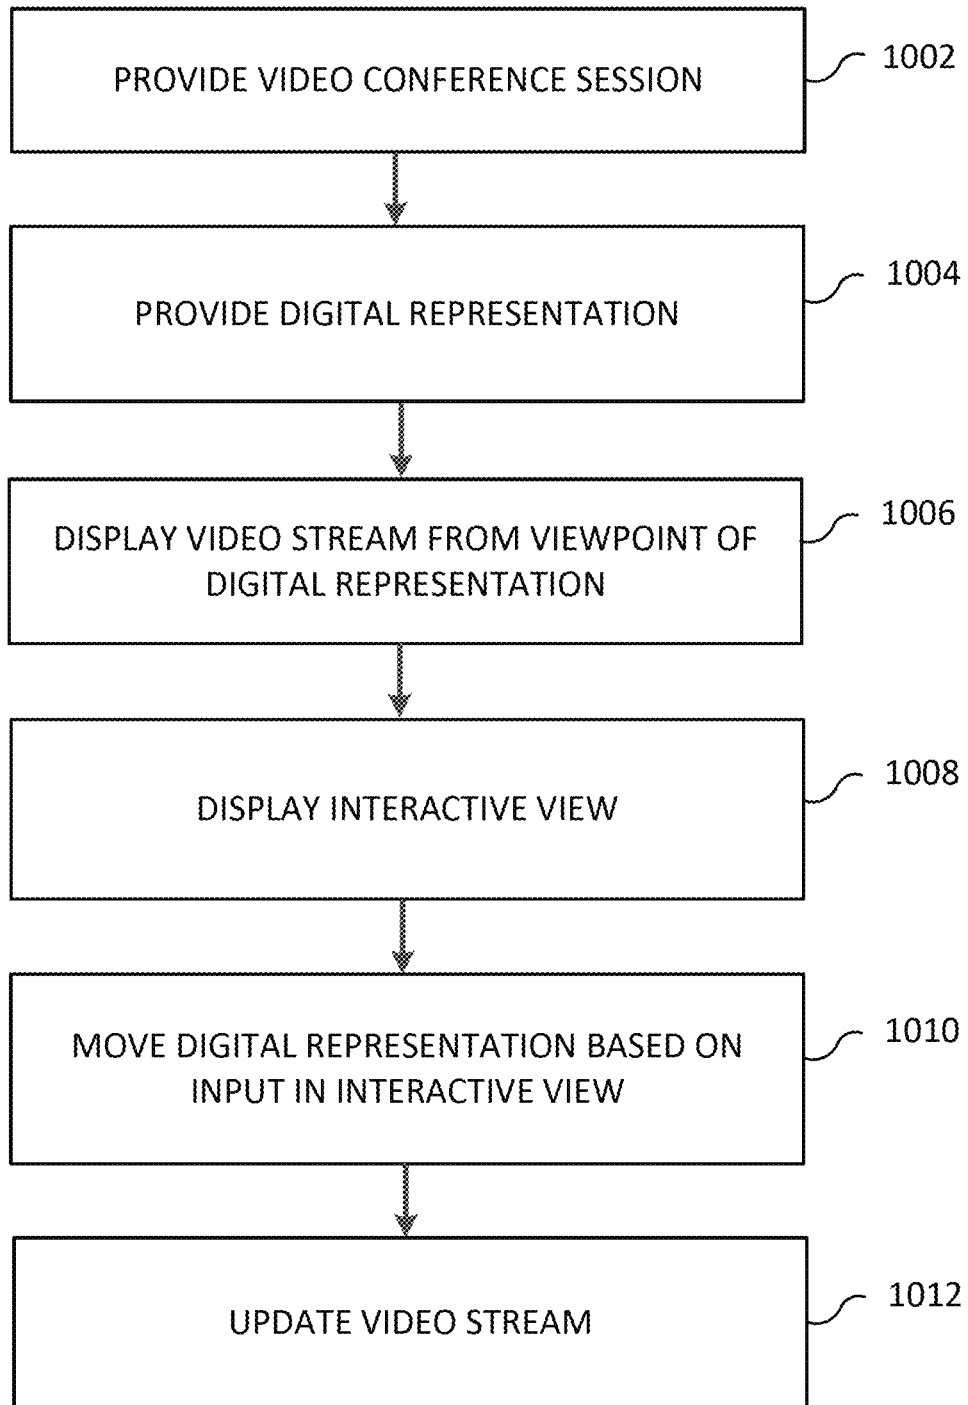 PROVIDE VIDEO CONFERENCE SESSION
1002
PROVIDE DIGITAL REPRESENTATION
1004
DISPLAY VIDEO STREAM FROM VIEWPOINT OF
DIGITAL REPRESENTATION
1006
DISPLAY INTERACTIVE VIEW
1008
MOVE DIGITAL REPRESENTATION BASED ON
INPUT IN INTERACTIVE VIEW
1010
UPDATE VIDEO STREAM
1012